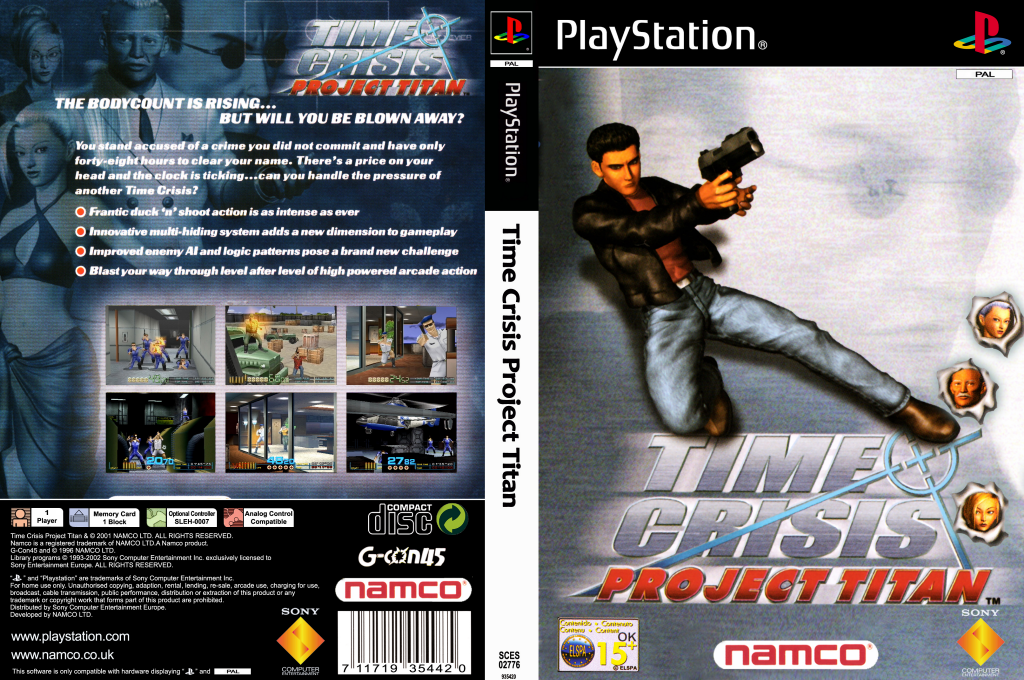 TIME
CRISIS
PROJECT TITAN
THE BODYCOUNT IS RISING...
BUT WILL YOU BE BLOWN AWAY?
You stand accused of a crime you did not commit and have only
forty-eight hours to clear your name. There's a price on your
head and the clock is ticking...can you handle the pressure of
another Time Crisis?
Frantic duck 'n' shoot action is as intense as ever
Innovative multi-hiding system adds a new dimension to gameplay
Improved enemy AI and logic patterns pose a brand new challenge
Blast your way through level after level of high powered arcade action
1
Player
Memory Card
1 Block
Optional Controller
SLEH-0007
Analog Control
Compatible
COMPACT
disc
Time Crisis Project Titan & © 2001 NAMCO LTD. ALL RIGHTS RESERVED.
Namco is a registered trademark of NAMCO LTD.A Namco product.
G-Con45 and © 1996 NAMCO LTD.
Library programs © 1993-2002 Sony Computer Entertainment Inc. exclusively licensed to
Sony Entertainment Europe. ALL RIGHTS RESERVED.
G-CON45
" " and "Playstation" are trademarks of Sony Computer Entertainment Inc.
For home use only. Unauthorised copying, adaption, rental, lending, re-sale, arcade use, charging for use,
broadcast, cable transmission, public performance, distribution or extraction of this product or any
trademark or copyright work that forms part of this product are prohibited.
Distributed by Sony Computer Entertainment Europe.
Developed by NAMCO LTD.
namco®
www.playstation.com
www.namco.co.uk
This software is only compatible with hardware displaying " " and PAL
SONY
COMPUTER
ENTERTAINMENT
7 11719 35442 0
PAL
PlayStation®
Time Crisis Project Titan
SCES
02776
935420
PlayStation®
PAL
TIME
CRISIS
PROJECT TITAN™
Contenido • Contenuto
Contenu • Content
OK
ELSPA
15+
© ELSPA
namco®
SONY
COMPUTER
ENTERTAINMENT